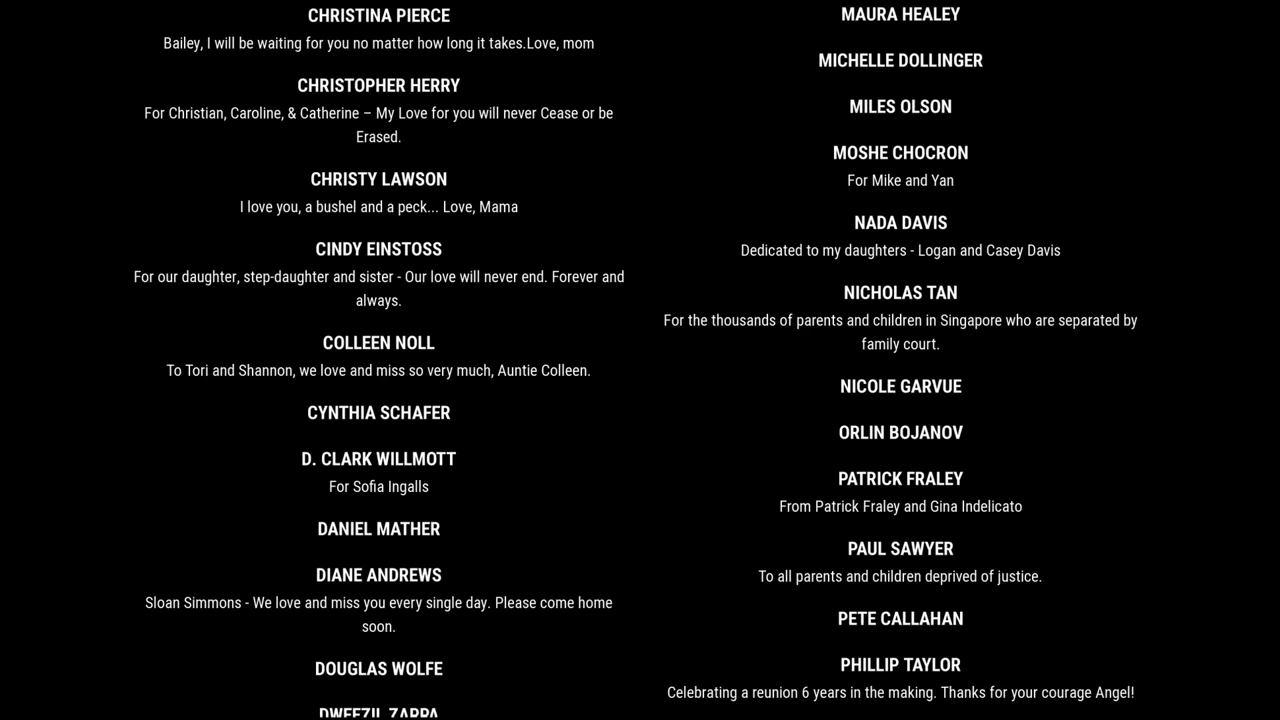 CHRISTINA PIERCE
Bailey, I will be waiting for you no matter how long it takes.Love, mom
CHRISTOPHER HERRY
For Christian, Caroline, & Catherine – My Love for you will never Cease or be
Erased.
CHRISTY LAWSON
I love you, a bushel and a peck... Love, Mama
CINDY EINSTOSS
For our daughter, step-daughter and sister - Our love will never end. Forever and
always.
COLLEEN NOLL
To Tori and Shannon, we love and miss so very much, Auntie Colleen.
CYNTHIA SCHAFER
D. CLARK WILLMOTT
For Sofia Ingalls
DANIEL MATHER
DIANE ANDREWS
Sloan Simmons - We love and miss you every single day. Please come home
soon.
DOUGLAS WOLFE
DWEEZIL ZAPPA
MAURA HEALEY
MICHELLE DOLLINGER
MILES OLSON
MOSHE CHOCRON
For Mike and Yan
NADA DAVIS
Dedicated to my daughters - Logan and Casey Davis
NICHOLAS TAN
For the thousands of parents and children in Singapore who are separated by
family court.
NICOLE GARVUE
ORLIN BOJANOV
PATRICK FRALEY
From Patrick Fraley and Gina Indelicato
PAUL SAWYER
To all parents and children deprived of justice.
PETE CALLAHAN
PHILLIP TAYLOR
Celebrating a reunion 6 years in the making. Thanks for your courage Angel!